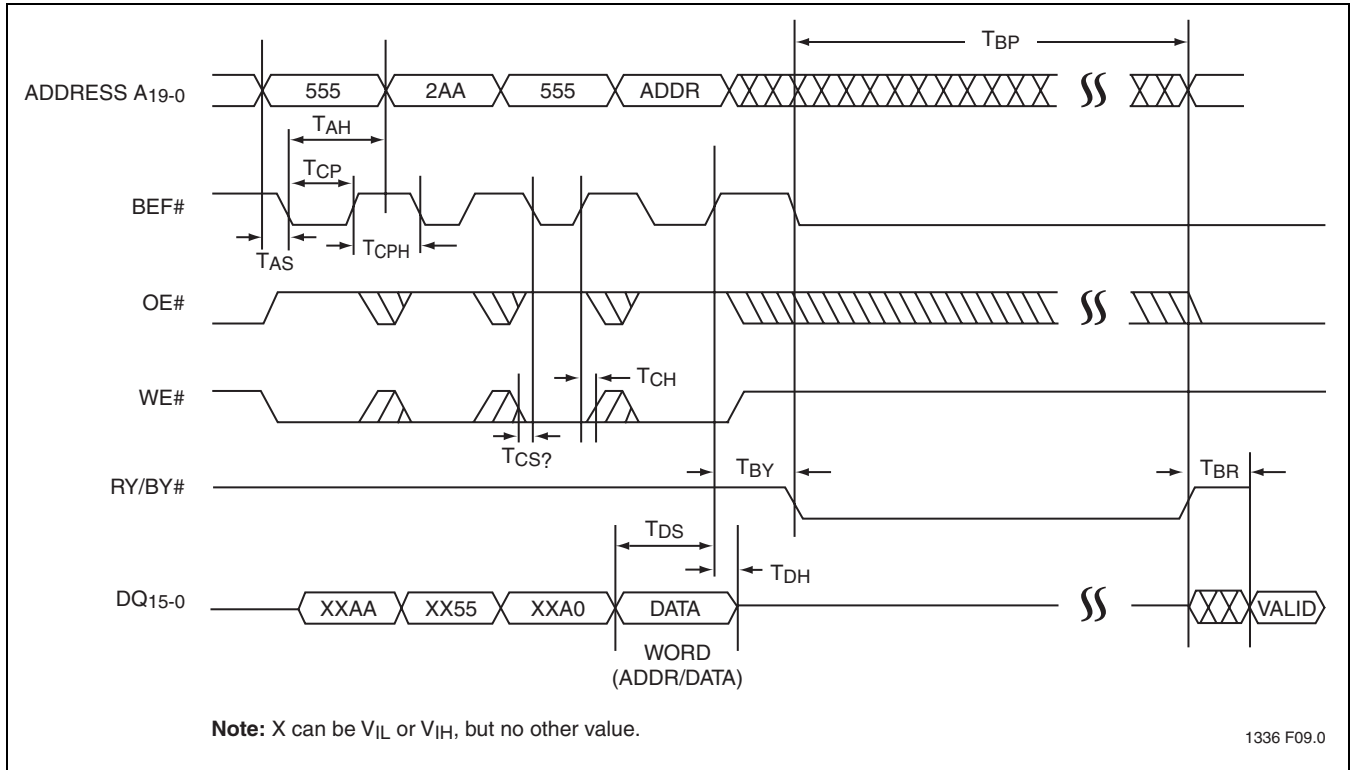 TBP
ADDRESS A19-0
555
2AA
555
ADDR
TAH
TCP
BEF#
TAS
TCPH
OE#
WE#
TCH
TCS?
RY/BY#
TBY
TBR
TDS
TDH
DQ15-0
XXAA
XX55
XXA0
DATA
VALID
WORD
(ADDR/DATA)
Note: X can be VIL or VIH, but no other value.
1336 F09.0